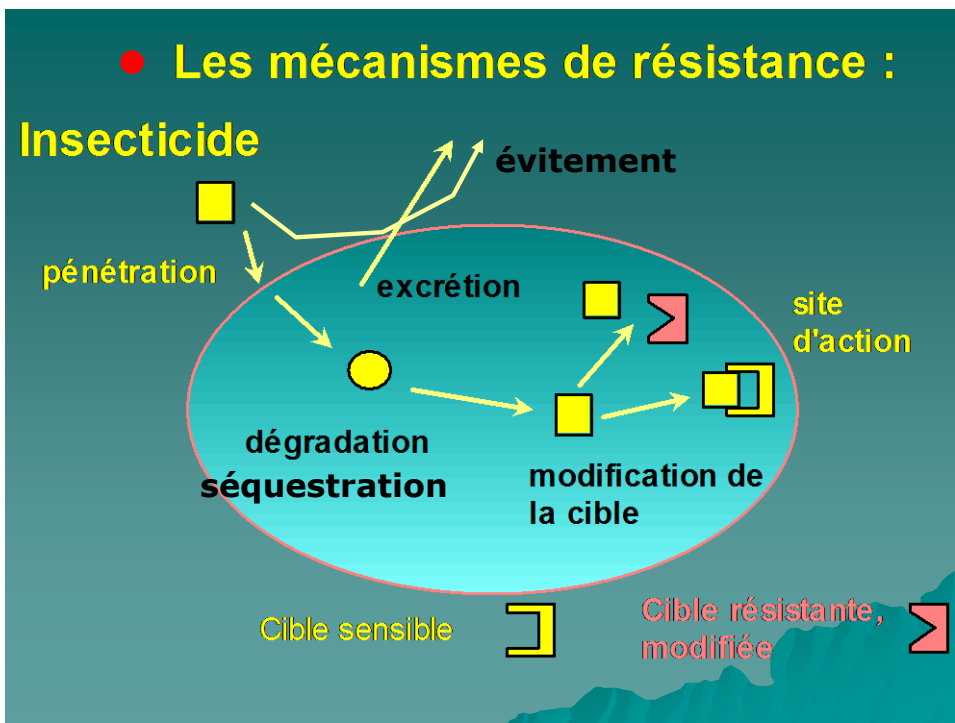 Les mécanismes de résistance :
Insecticide
évitement
pénétration
excrétion
site
d'action
dégradation
séquestration
modification de
la cible
Cible sensible
Cible résistante,
modifiée